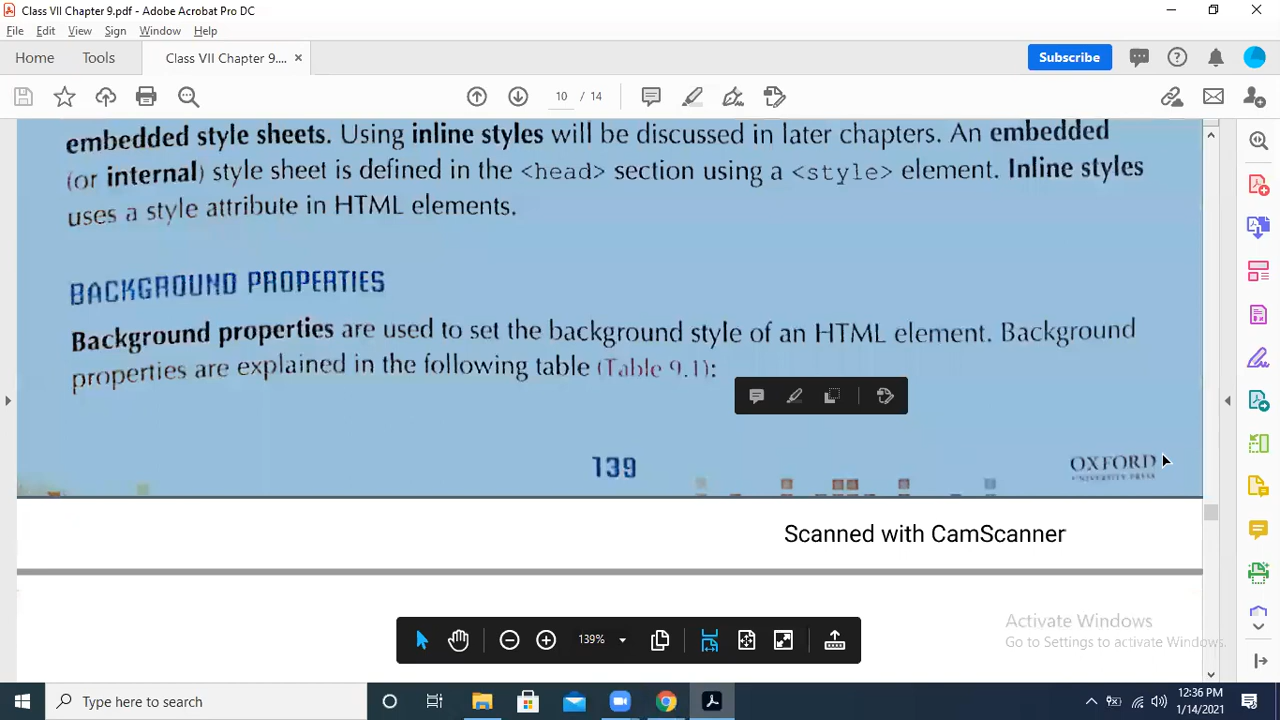 Class VII Chapter 9.pdf - Adobe Acrobat Pro DC
File Edit View Sign Window Help
Home Tools Class VII Chapter 9.... × Subscribe
10 / 14
embedded style sheets. Using inline styles will be discussed in later chapters. An embedded
(or internal) style sheet is defined in the <head> section using a <style> element. Inline styles
uses a style attribute in HTML elements.
BACKGROUND PROPERTIES
Background properties are used to set the background style of an HTML element. Background
properties are explained in the following table (Table 9.1):
139
OXFORD
UNIVERSITY PRESS
Scanned with CamScanner
139%
Activate Windows
Go to Settings to activate Windows.
Type here to search
12:36 PM
1/14/2021